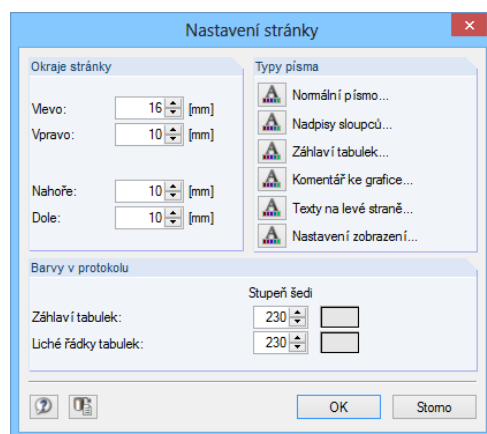 Nastavení stránky
Okraje stránky
Vlevo: 16 [mm]
Vpravo: 10 [mm]
Nahoře: 10 [mm]
Dole: 10 [mm]
Typy písma
Normální písmo...
Nadpisy sloupců...
Záhlaví tabulek...
Komentář ke grafice...
Texty na levé straně...
Nastavení zobrazení...
Barvy v protokolu
Stupeň šedi
Záhlaví tabulek: 230
Liché řádky tabulek: 230
OK
Storno